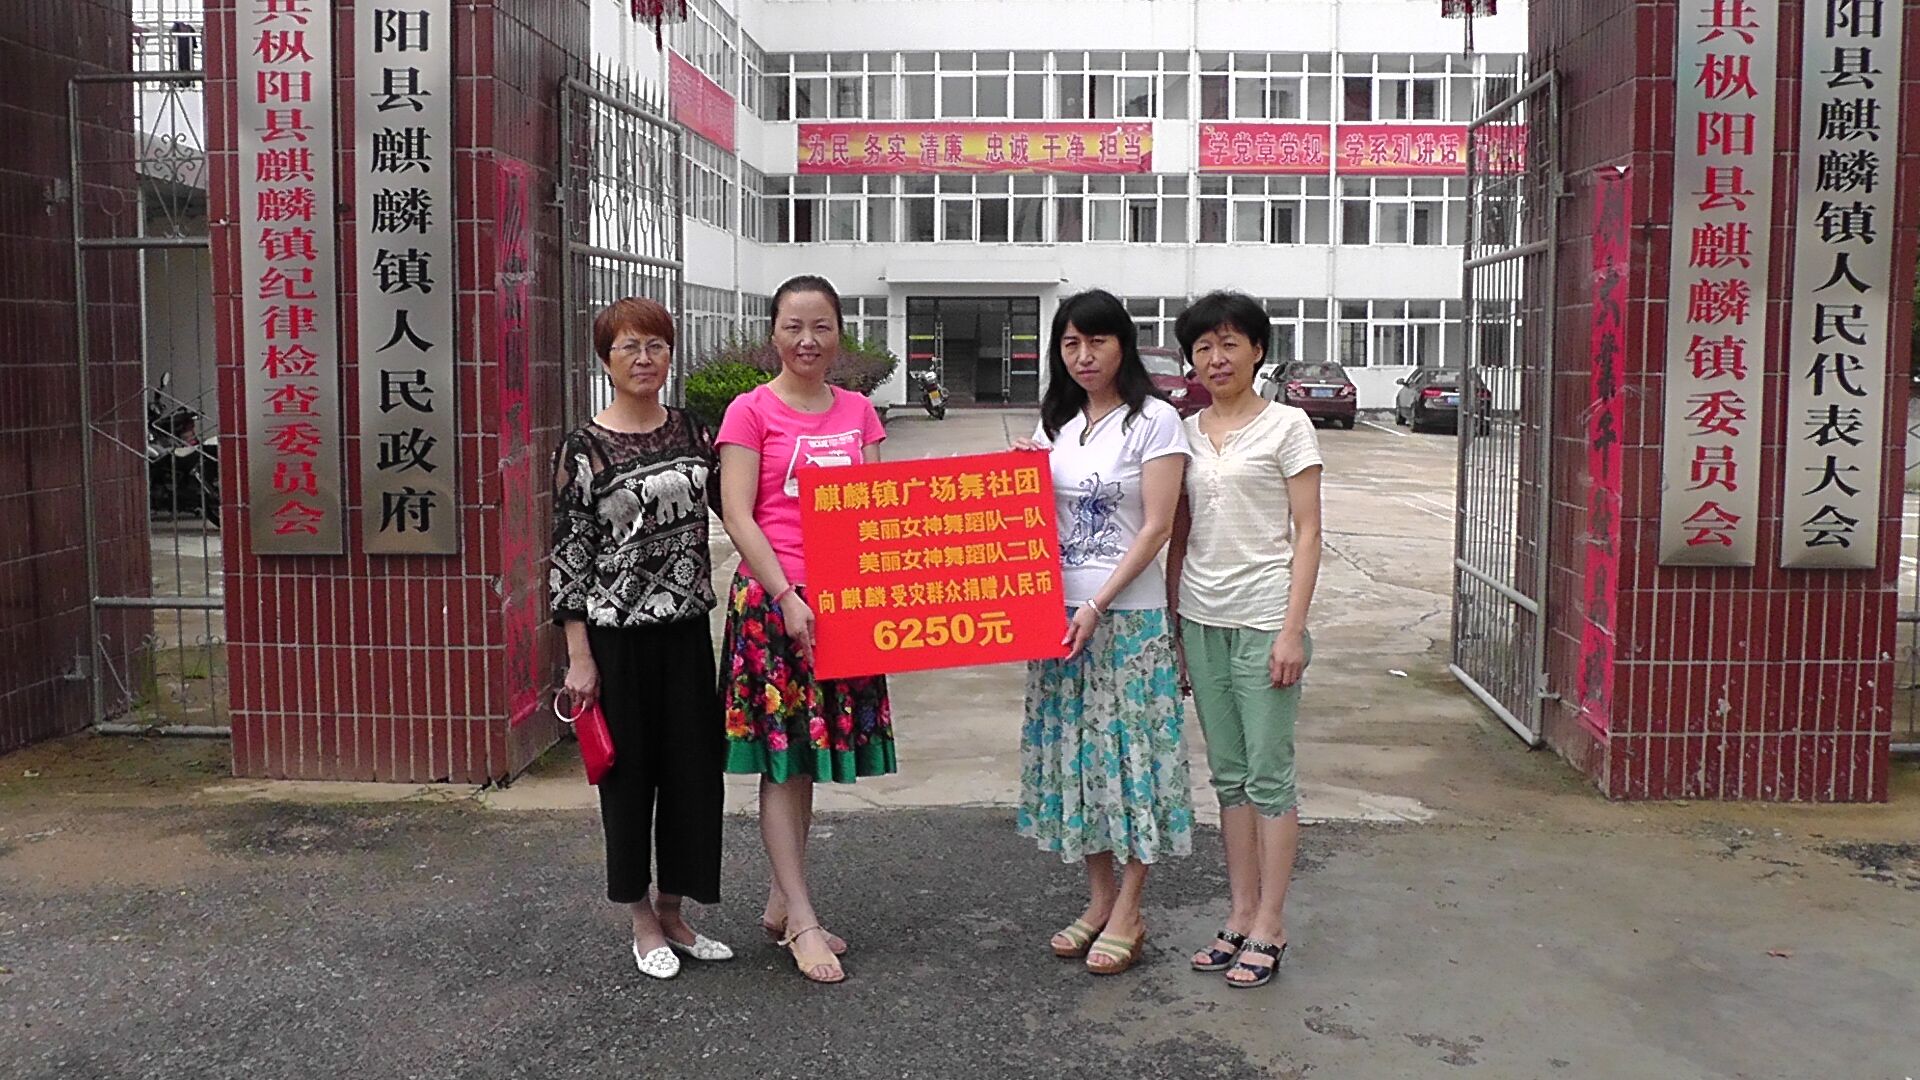 共枞阳县麒麟镇纪律检查委员会
阳县麒麟镇人民政府
为民 务实 清廉 忠诚 干净 担当
学党章党规 学系列讲话
共枞阳县麒麟镇委员会
阳县麒麟镇人民代表大会
麒麟镇广场舞社团
美丽女神舞蹈队一队
美丽女神舞蹈队二队
向 麒麟 受灾群众捐赠人民币
6250元